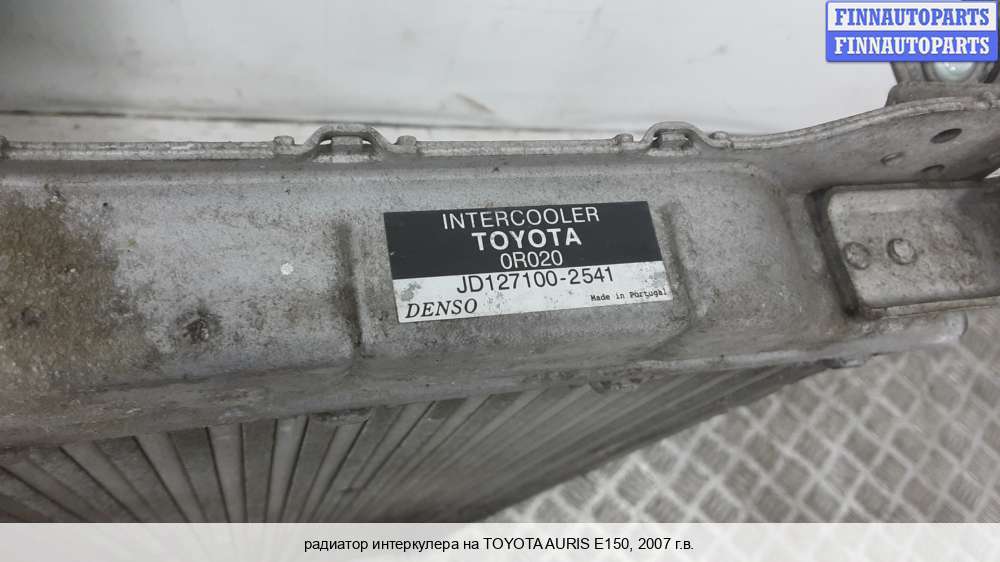 FINNAUTOPARTS
FINNAUTOPARTS
INTERCOOLER
TOYOTA
0R020
JD127100-2541
DENSO Made in Portugal
радиатор интеркулера на TOYOTA AURIS E150, 2007 г.в.